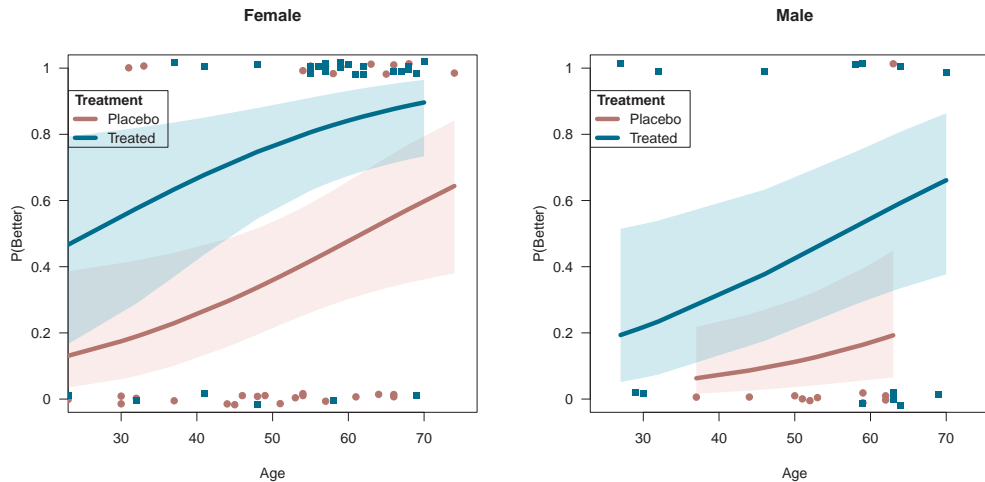 Female
Treatment
Placebo
Treated
P(Better)
1
0.8
0.6
0.4
0.2
0
30
40
50
60
70
Age
Male
Treatment
Placebo
Treated
P(Better)
1
0.8
0.6
0.4
0.2
0
30
40
50
60
70
Age